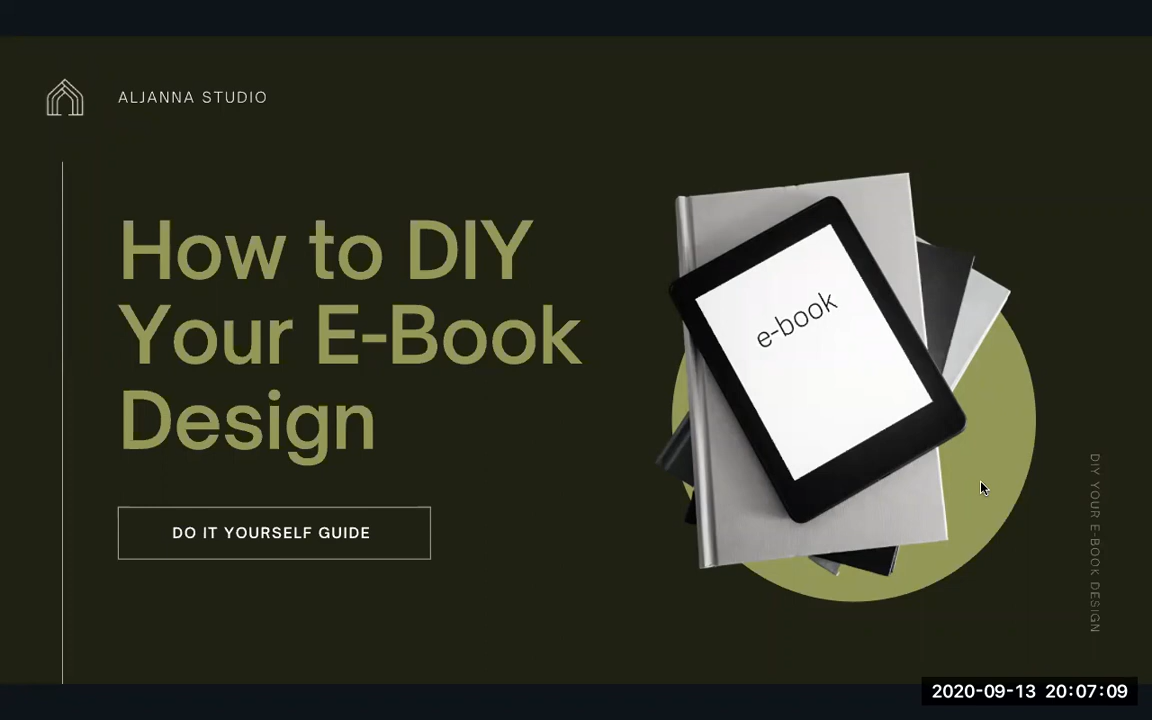 ALJANNA STUDIO
How to DIY
Your E-Book
Design
DO IT YOURSELF GUIDE
e-book
DIY YOUR E-BOOK DESIGN
2020-09-13 20:07:09